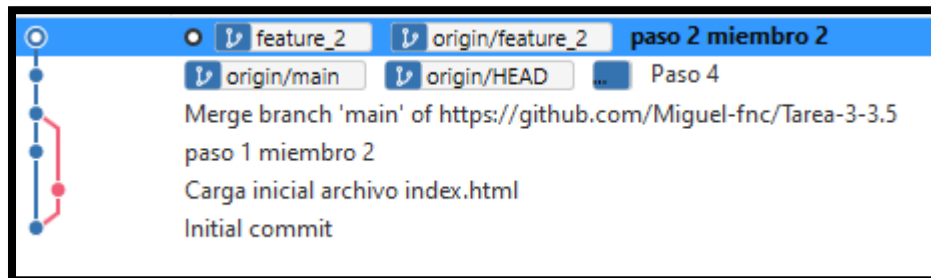 feature_2 origin/feature_2 paso 2 miembro 2
origin/main origin/HEAD ... Paso 4
Merge branch 'main' of https://github.com/Miguel-fnc/Tarea-3-3.5
paso 1 miembro 2
Carga inicial archivo index.html
Initial commit